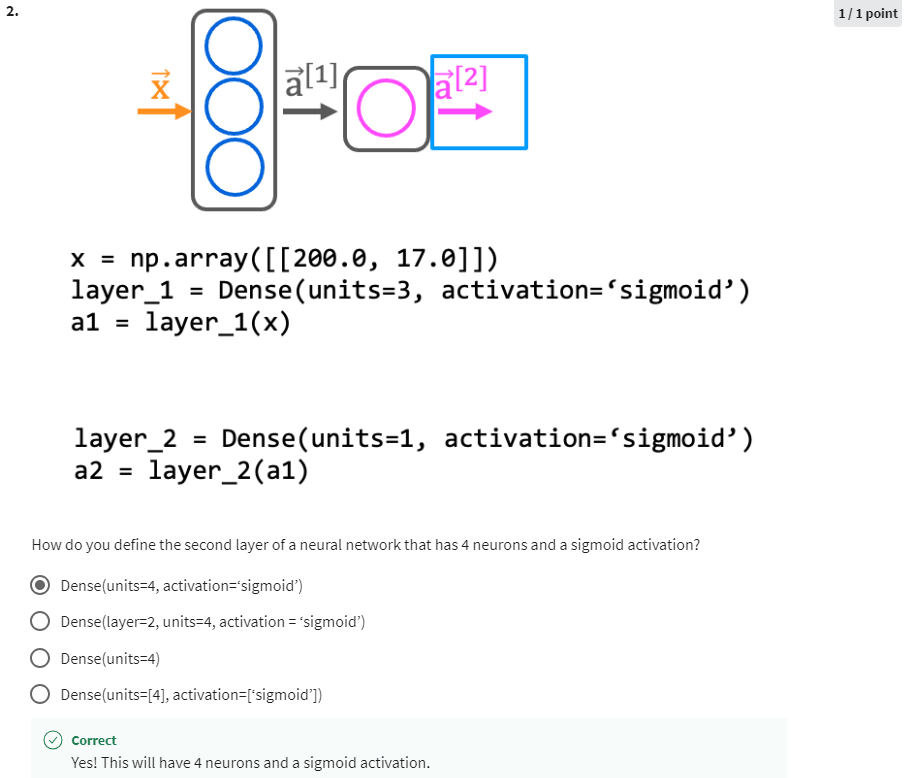 2.
1 / 1 point
x⃗
a⃗[1]
a⃗[2]
x = np.array([[200.0, 17.0]])
layer_1 = Dense(units=3, activation=‘sigmoid’)
a1 = layer_1(x)
layer_2 = Dense(units=1, activation=‘sigmoid’)
a2 = layer_2(a1)
How do you define the second layer of a neural network that has 4 neurons and a sigmoid activation?
Dense(units=4, activation=‘sigmoid’)
Dense(layer=2, units=4, activation = ‘sigmoid’)
Dense(units=4)
Dense(units=[4], activation=[‘sigmoid’])
Correct
Yes! This will have 4 neurons and a sigmoid activation.